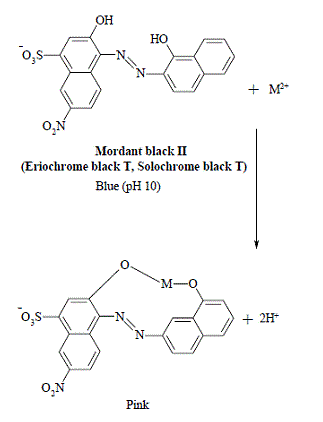 OH
HO
⁻O₃S
N
N
+ M²⁺
O₂N
Mordant black II
(Eriochrome black T, Solochrome black T)
Blue (pH 10)
O
M O
⁻O₃S
N
N
+ 2H⁺
O₂N
Pink